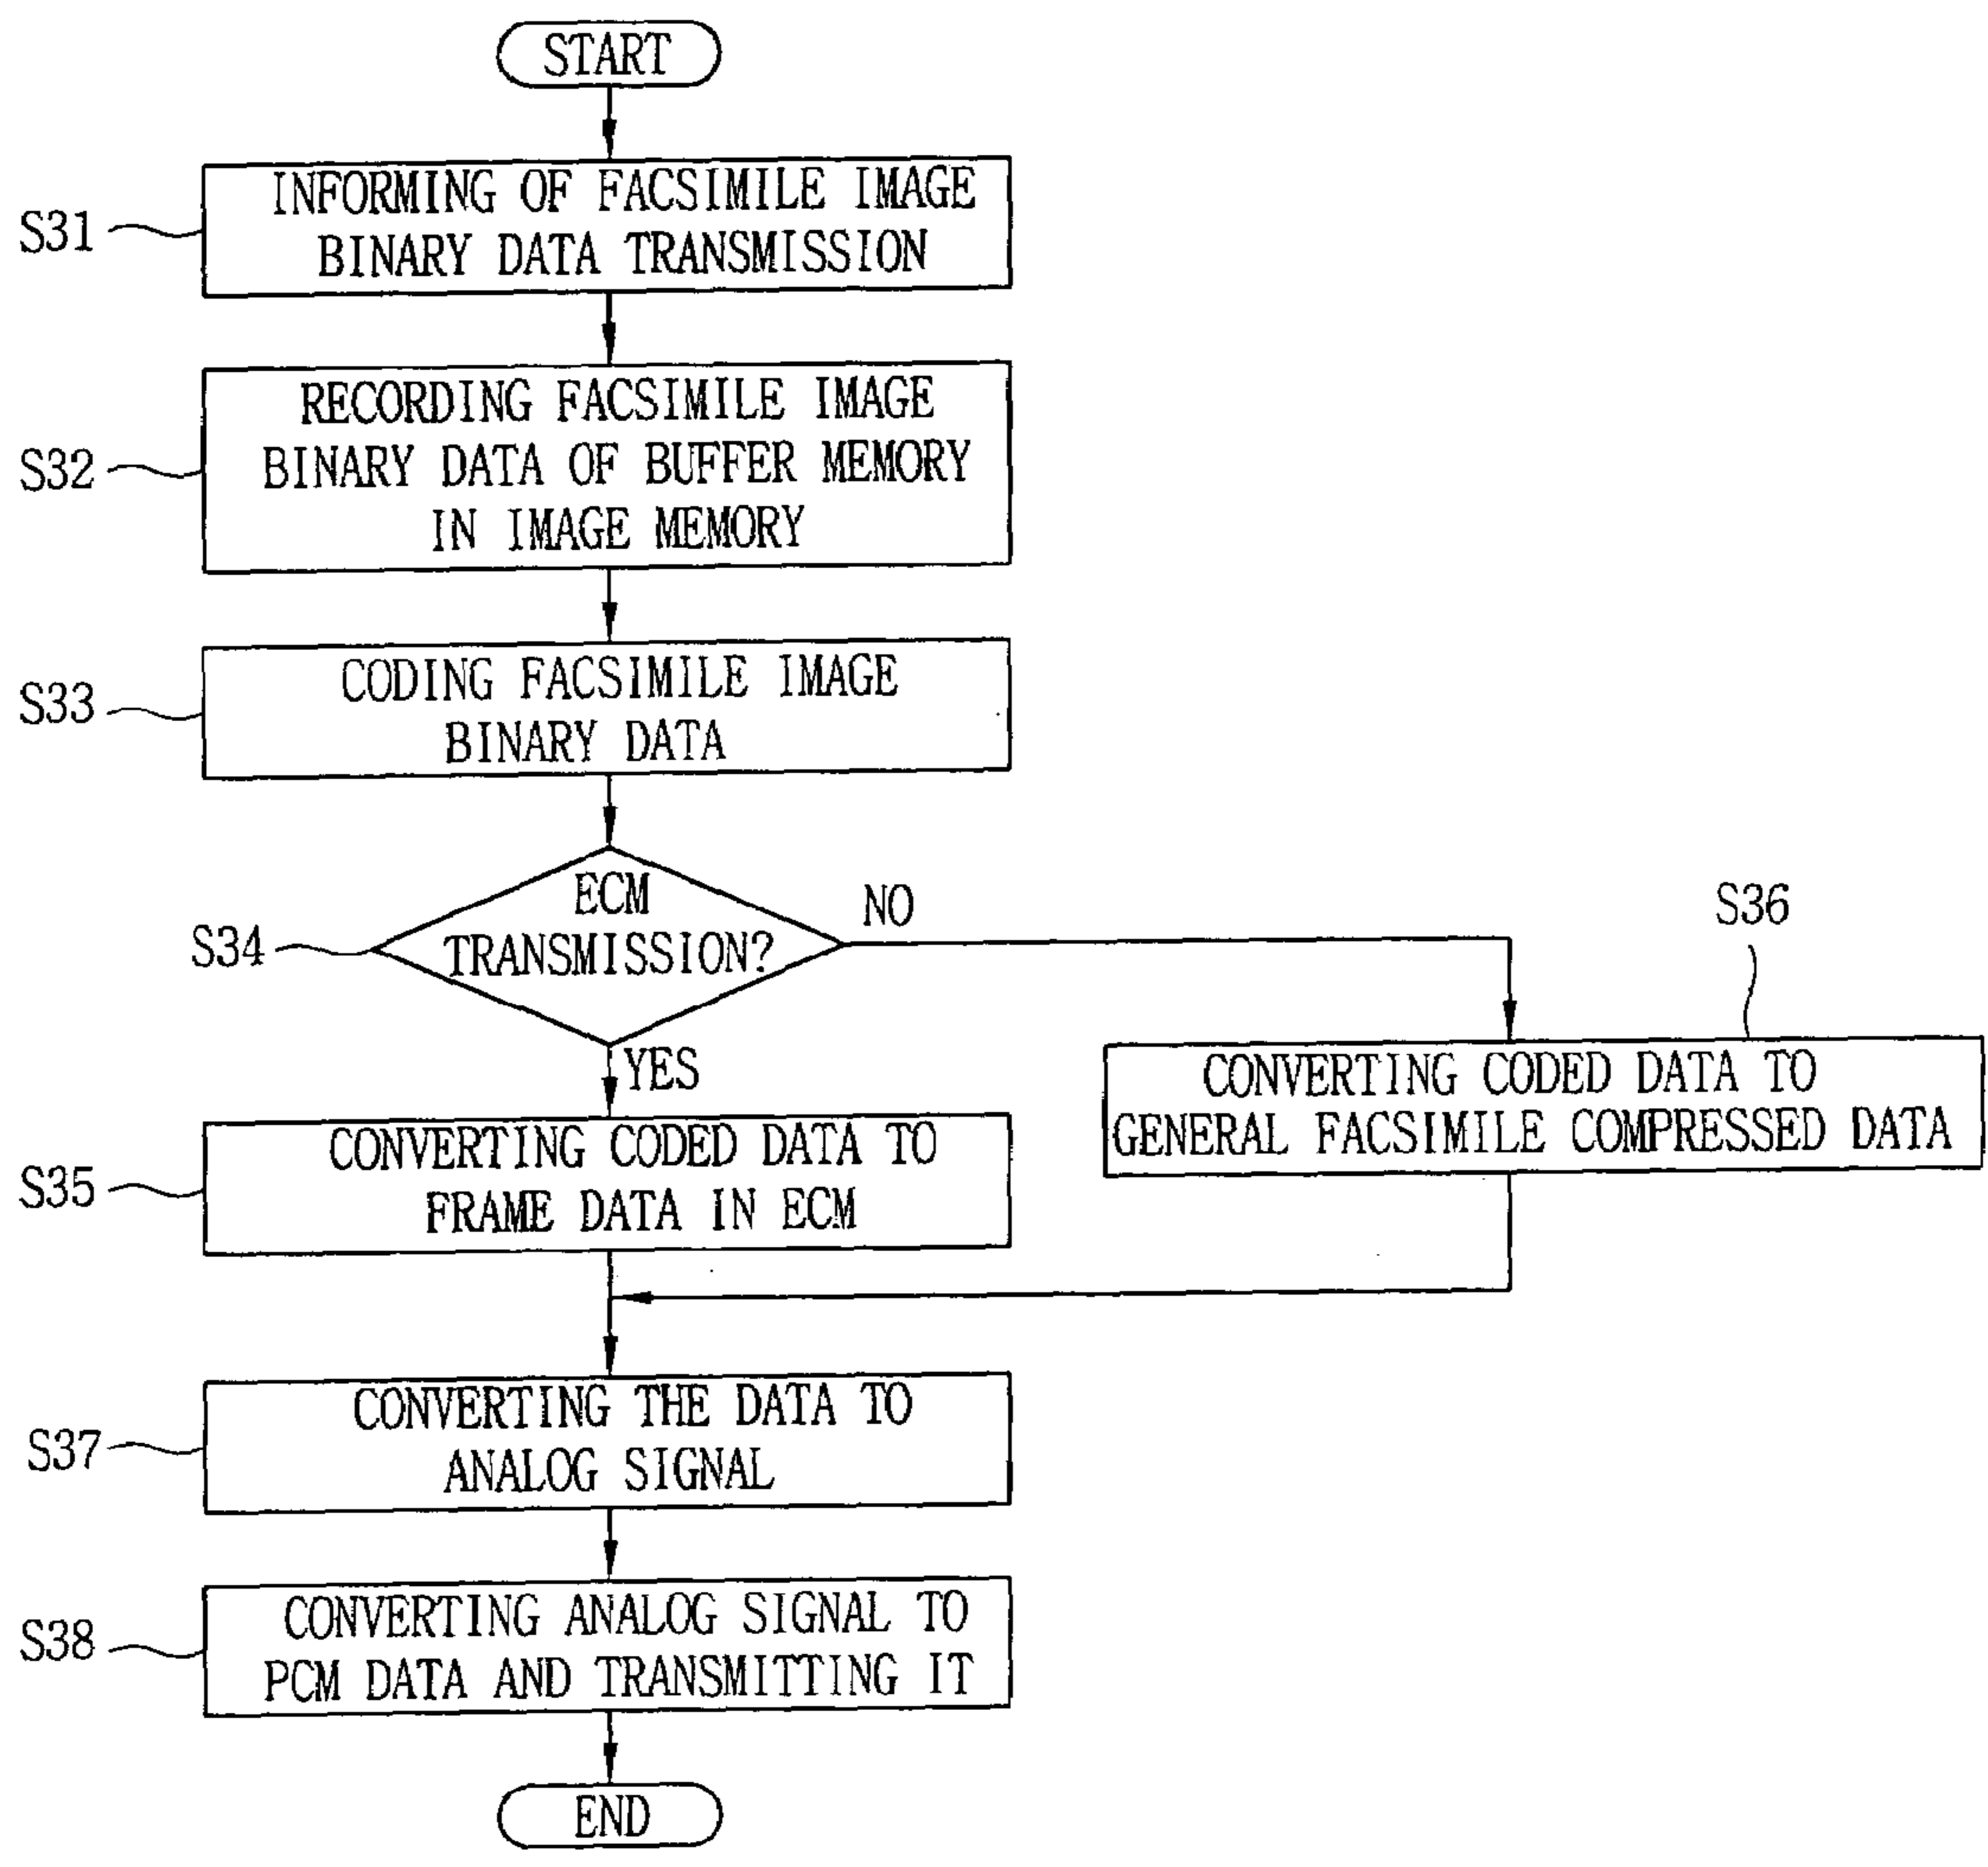 START
S31
INFORMING OF FACSIMILE IMAGE
BINARY DATA TRANSMISSION
S32
RECORDING FACSIMILE IMAGE
BINARY DATA OF BUFFER MEMORY
IN IMAGE MEMORY
S33
CODING FACSIMILE IMAGE
BINARY DATA
S34
ECM
TRANSMISSION?
NO
YES
S36
CONVERTING CODED DATA TO
GENERAL FACSIMILE COMPRESSED DATA
S35
CONVERTING CODED DATA TO
FRAME DATA IN ECM
S37
CONVERTING THE DATA TO
ANALOG SIGNAL
S38
CONVERTING ANALOG SIGNAL TO
PCM DATA AND TRANSMITTING IT
END